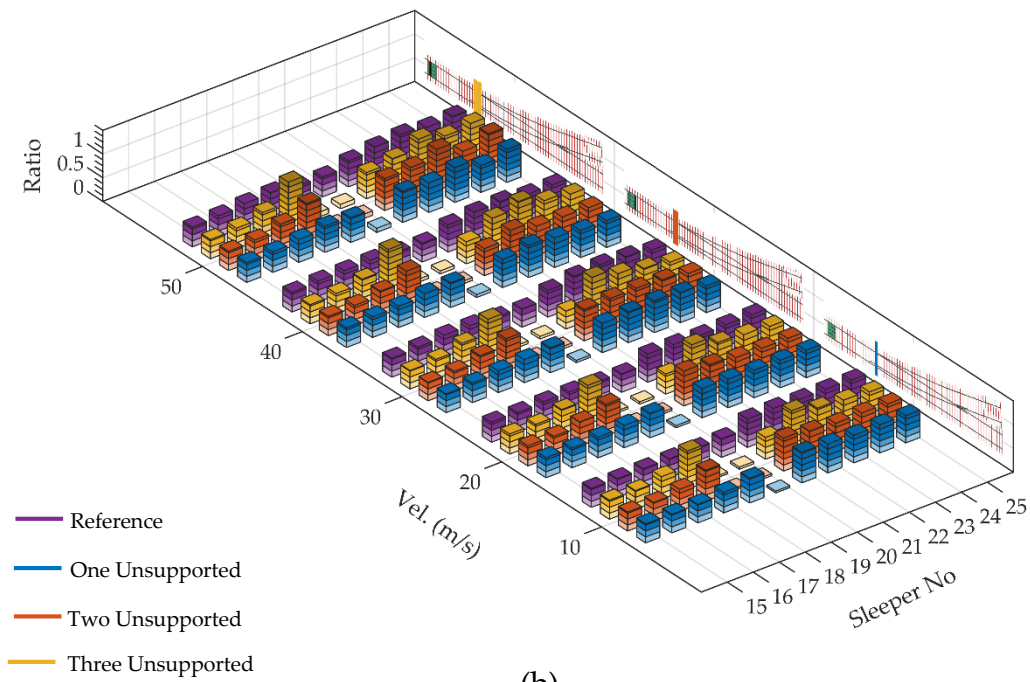 1
0.5
0
Ratio
50
40
30
20
10
Vel. (m/s)
15
16
17
18
19
20
21
22
23
24
25
Sleeper No
Reference
One Unsupported
Two Unsupported
Three Unsupported
(b)